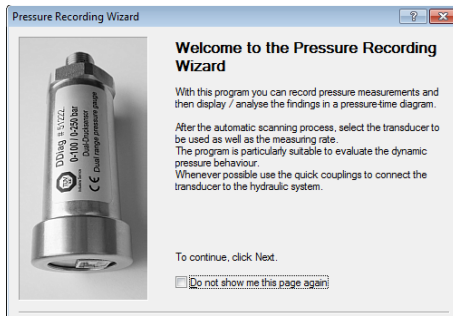 Pressure Recording Wizard
Welcome to the Pressure Recording
Wizard
With this program you can record pressure measurements and
then display / analyse the findings in a pressure-time diagram.
After the automatic scanning process, select the transducer to
be used as well as the measuring rate.
The program is particularly suitable to evaluate the dynamic
pressure behaviour.
Whenever possible use the quick couplings to connect the
transducer to the hydraulic system.
To continue, click Next.
Do not show me this page again
DDiag # 51222.
0-100 / 0-250 bar
Dual-Drucksensor
CE Dual range pressure gauge